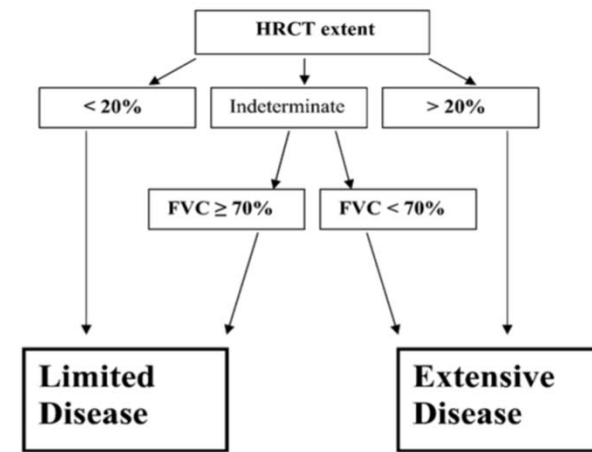 HRCT extent
< 20%
Indeterminate
> 20%
FVC ≥ 70%
FVC < 70%
Limited
Disease
Extensive
Disease